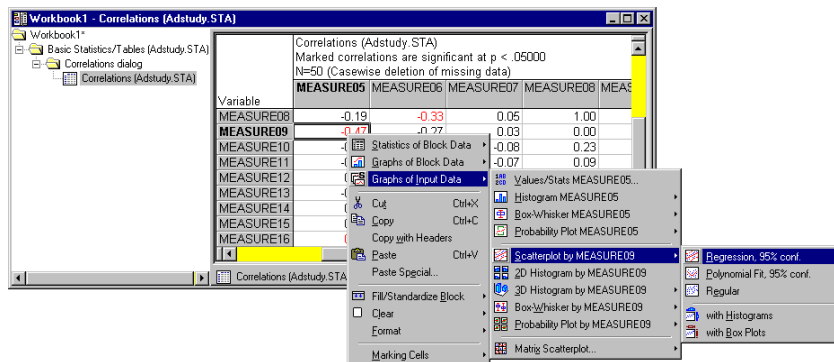 Workbook1 - Correlations (Adstudy.STA)
Workbook1*
Basic Statistics/Tables (Adstudy.STA)
Correlations dialog
Correlations (Adstudy.STA)
Correlations (Adstudy.STA)
Marked correlations are significant at p < .05000
N=50 (Casewise deletion of missing data)
Variable MEASURE05 MEASURE06 MEASURE07 MEASURE08 MEAS
MEASURE08 -0.19 -0.33 0.05 1.00
MEASURE09 -0.47 -0.27 0.03 0.00
MEASURE10 -0.08 0.23
MEASURE11 -0.07 0.09
MEASURE12
MEASURE13
MEASURE14
MEASURE15
MEASURE16
Correlations (Adstudy.STA
Statistics of Block Data
Graphs of Block Data
Graphs of Input Data
Cut Ctrl+X
Copy Ctrl+C
Copy with Headers
Paste Ctrl+V
Paste Special...
Fill/Standardize Block
Clear
Format
Marking Cells
Values/Stats MEASURE05...
Histogram MEASURE05
Box-Whisker MEASURE05
Probability Plot MEASURE05
Scatterplot by MEASURE09
2D Histogram by MEASURE09
3D Histogram by MEASURE09
Box-Whisker by MEASURE09
Probability Plot by MEASURE09
Matrix Scatterplot...
Regression, 95% conf.
Polynomial Fit, 95% conf.
Regular
with Histograms
with Box Plots